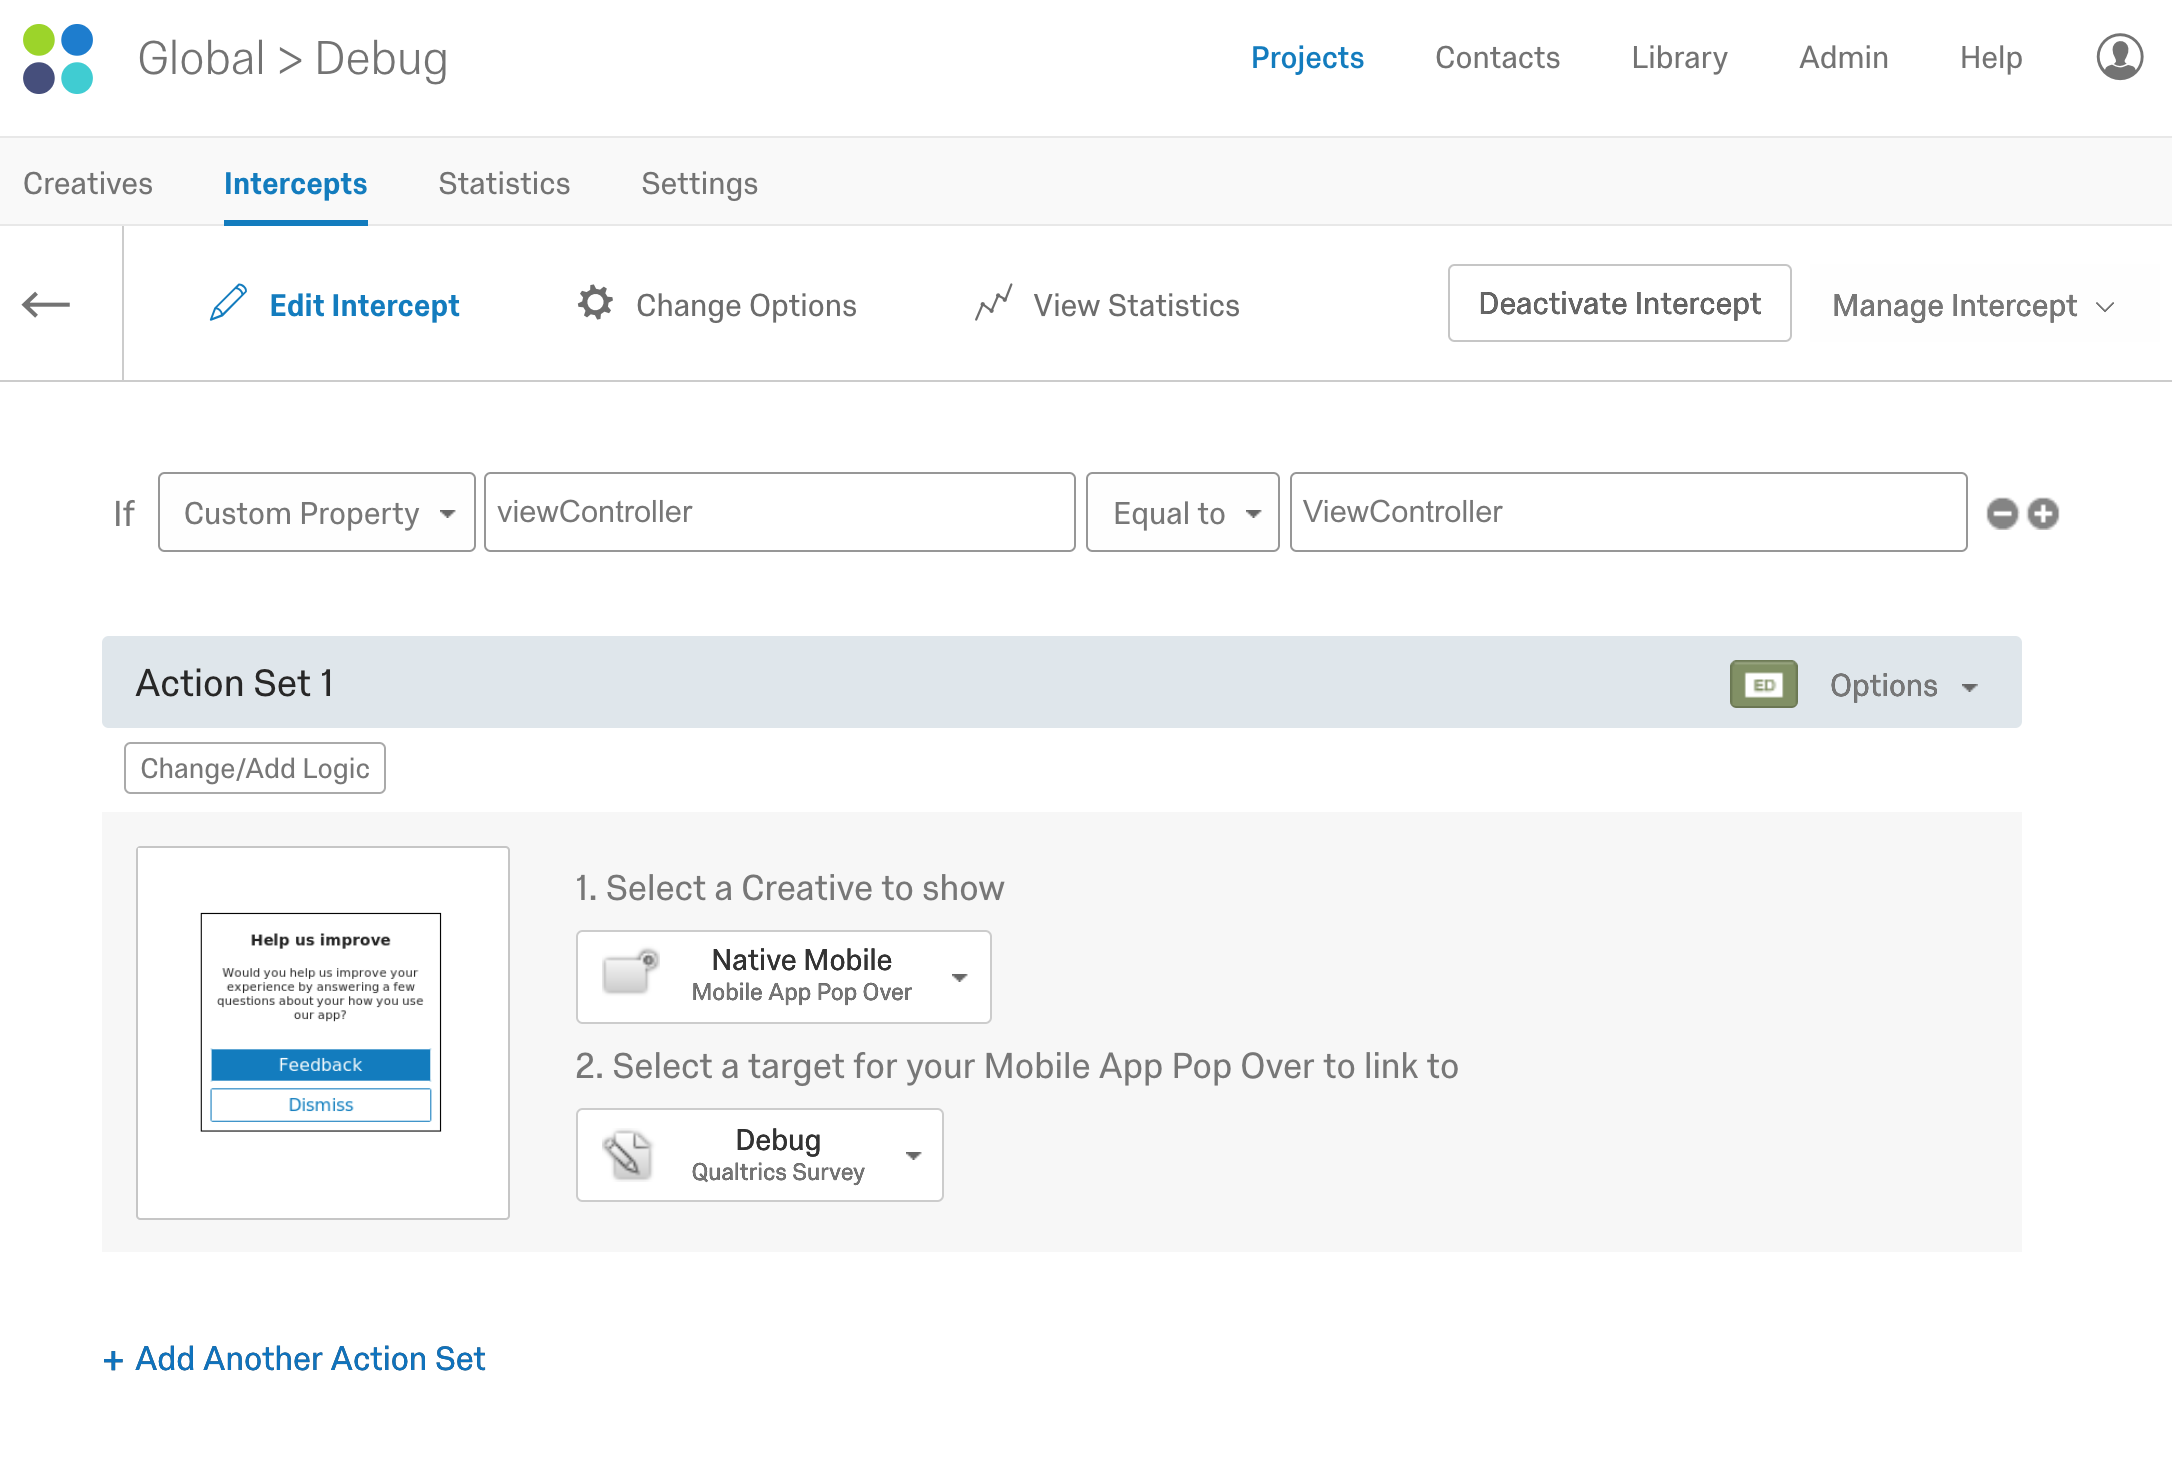 Global > Debug
Projects
Contacts
Library
Admin
Help
Creatives
Intercepts
Statistics
Settings
Edit Intercept
Change Options
View Statistics
Deactivate Intercept
Manage Intercept
If
Custom Property
viewController
Equal to
ViewController
Action Set 1
ED
Options
Change/Add Logic
Help us improve
Would you help us improve your
experience by answering a few
questions about your how you use
our app?
Feedback
Dismiss
1. Select a Creative to show
Native Mobile
Mobile App Pop Over
2. Select a target for your Mobile App Pop Over to link to
Debug
Qualtrics Survey
+ Add Another Action Set